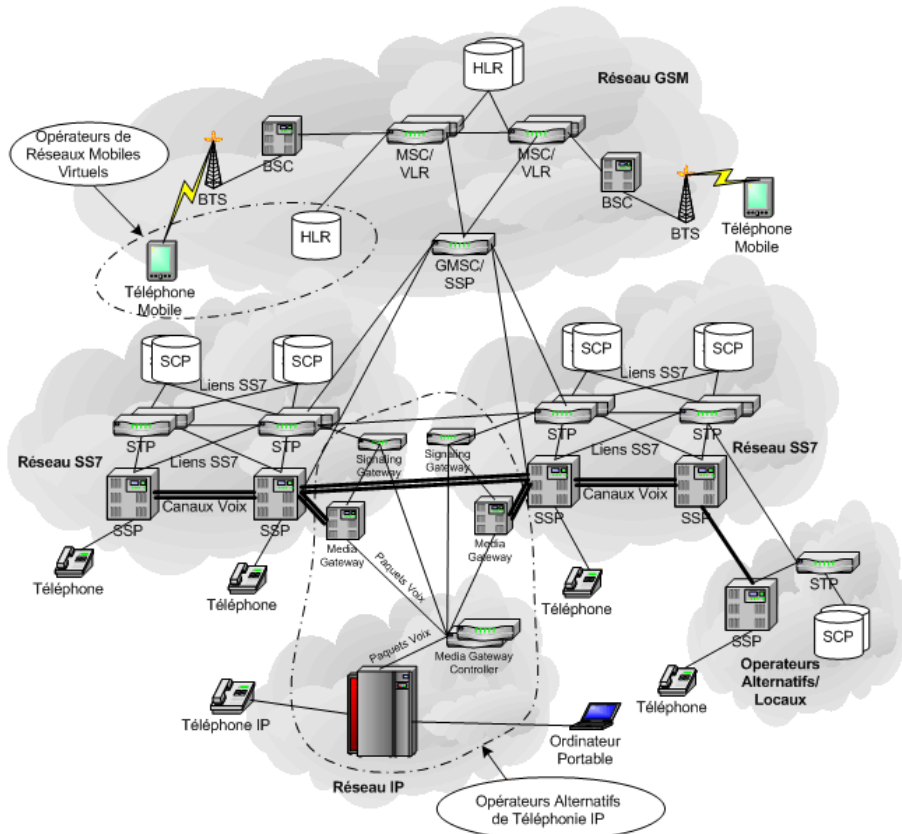 HLR
Réseau GSM
Opérateurs de
Réseaux Mobiles
Virtuels
BSC
MSC/
VLR
MSC/
VLR
BTS
BSC
HLR
BTS
Téléphone
Mobile
GMSC/
SSP
Téléphone
Mobile
SCP
SCP
SCP
SCP
Liens SS7
Liens SS7
STP
STP
STP
STP
Réseau SS7
Liens SS7
Signaling
Gateway
Signaling
Gateway
Liens SS7
Réseau SS7
Canaux Voix
Canaux Voix
SSP
SSP
SSP
SSP
Media
Gateway
Media
Gateway
Téléphone
Téléphone
Téléphone
Paquets Voix
STP
SSP
SCP
Paquets Voix
Media Gateway
Controller
Operateurs
Alternatifs/
Locaux
Téléphone
Téléphone IP
Ordinateur
Portable
Réseau IP
Opérateurs Alternatifs
de Téléphonie IP